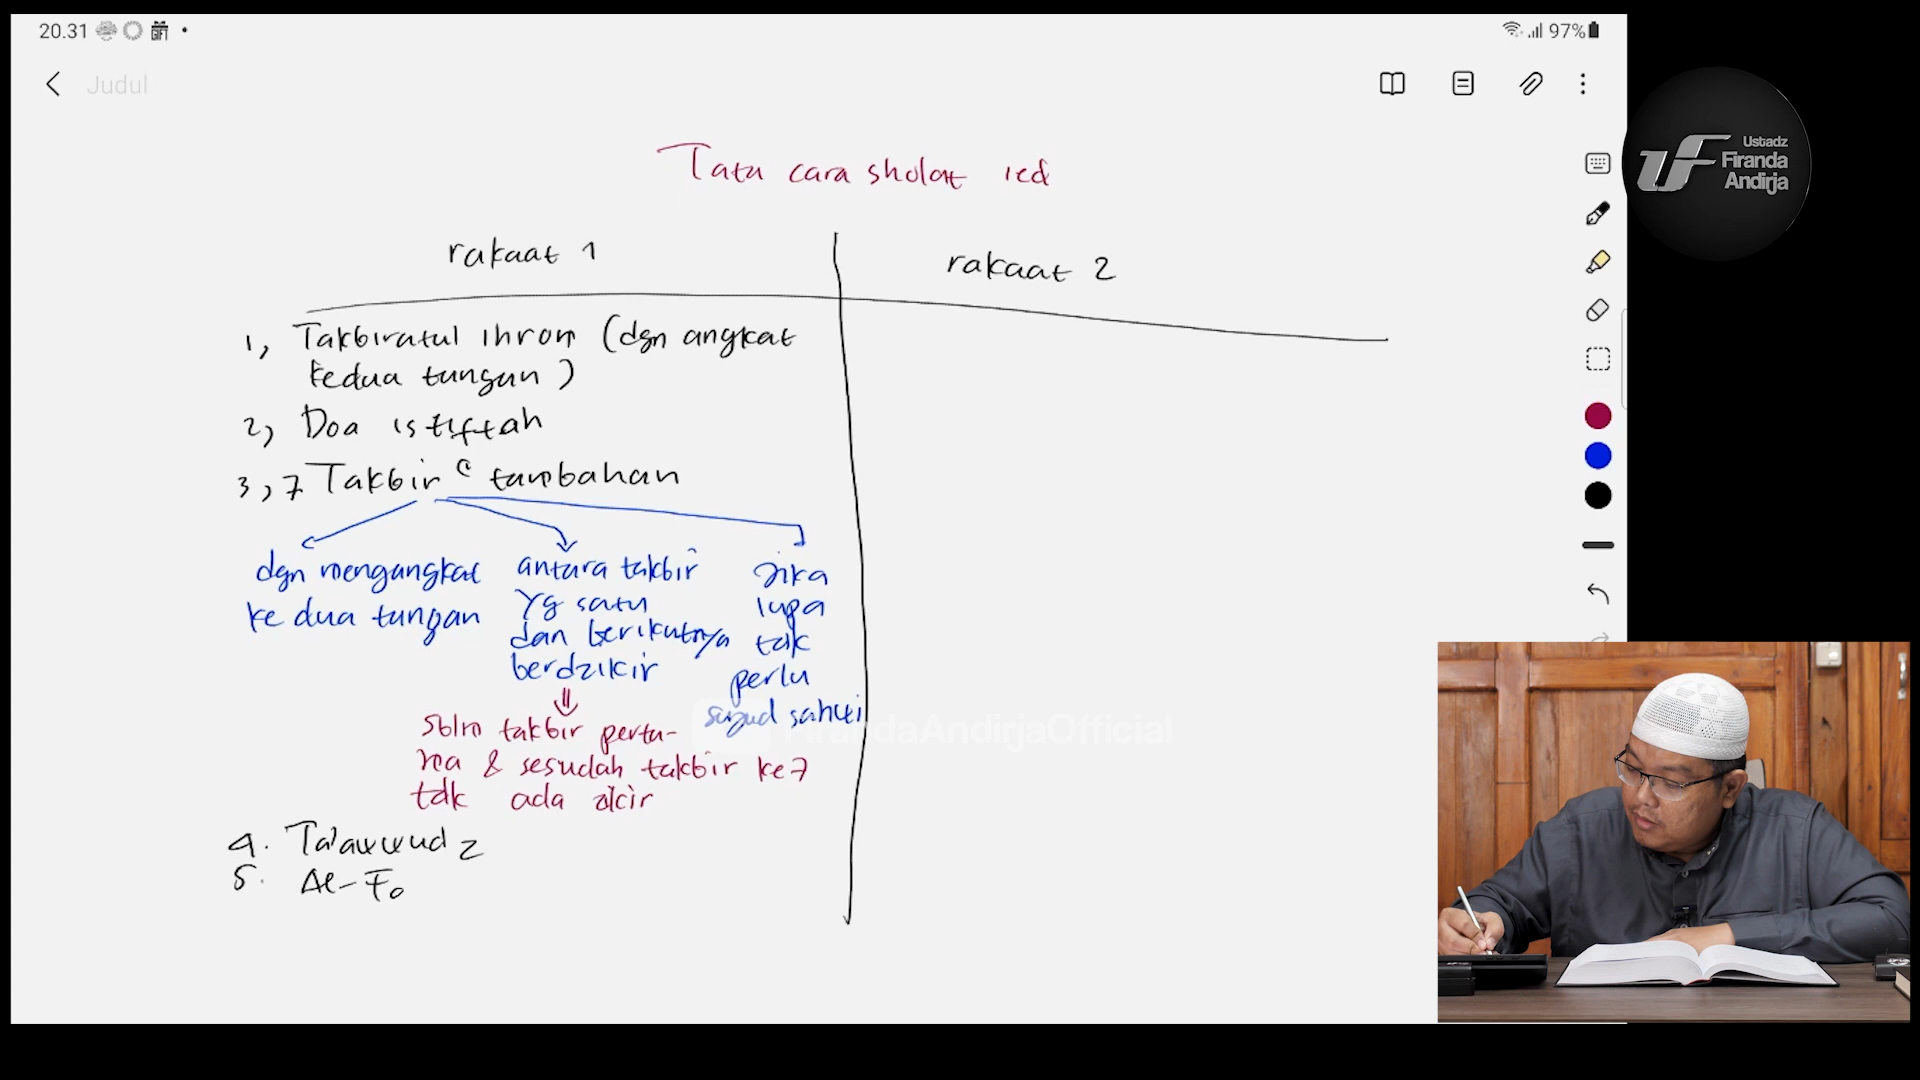 20.31
97%
Judul
Ustadz
Firanda
Andirja
UF
Tata cara sholat ied
rakaat 1
rakaat 2
1, Takbiratul ihrom (dgn angkat
kedua tangan)
2, Doa istiftah
3, 7 Takbir tambahan
dgn mengangkat
kedua tangan
antara takbir
yg satu
dan berikutnya
berdzikir
jika
lupa
tdk
perlu
sujud sahwi
sblm takbir perta-
ma & sesudah takbir ke 7
tdk ada dzikir
FirandaAndirjaOfficial
4. Ta'awwudz
5. Al-Fa